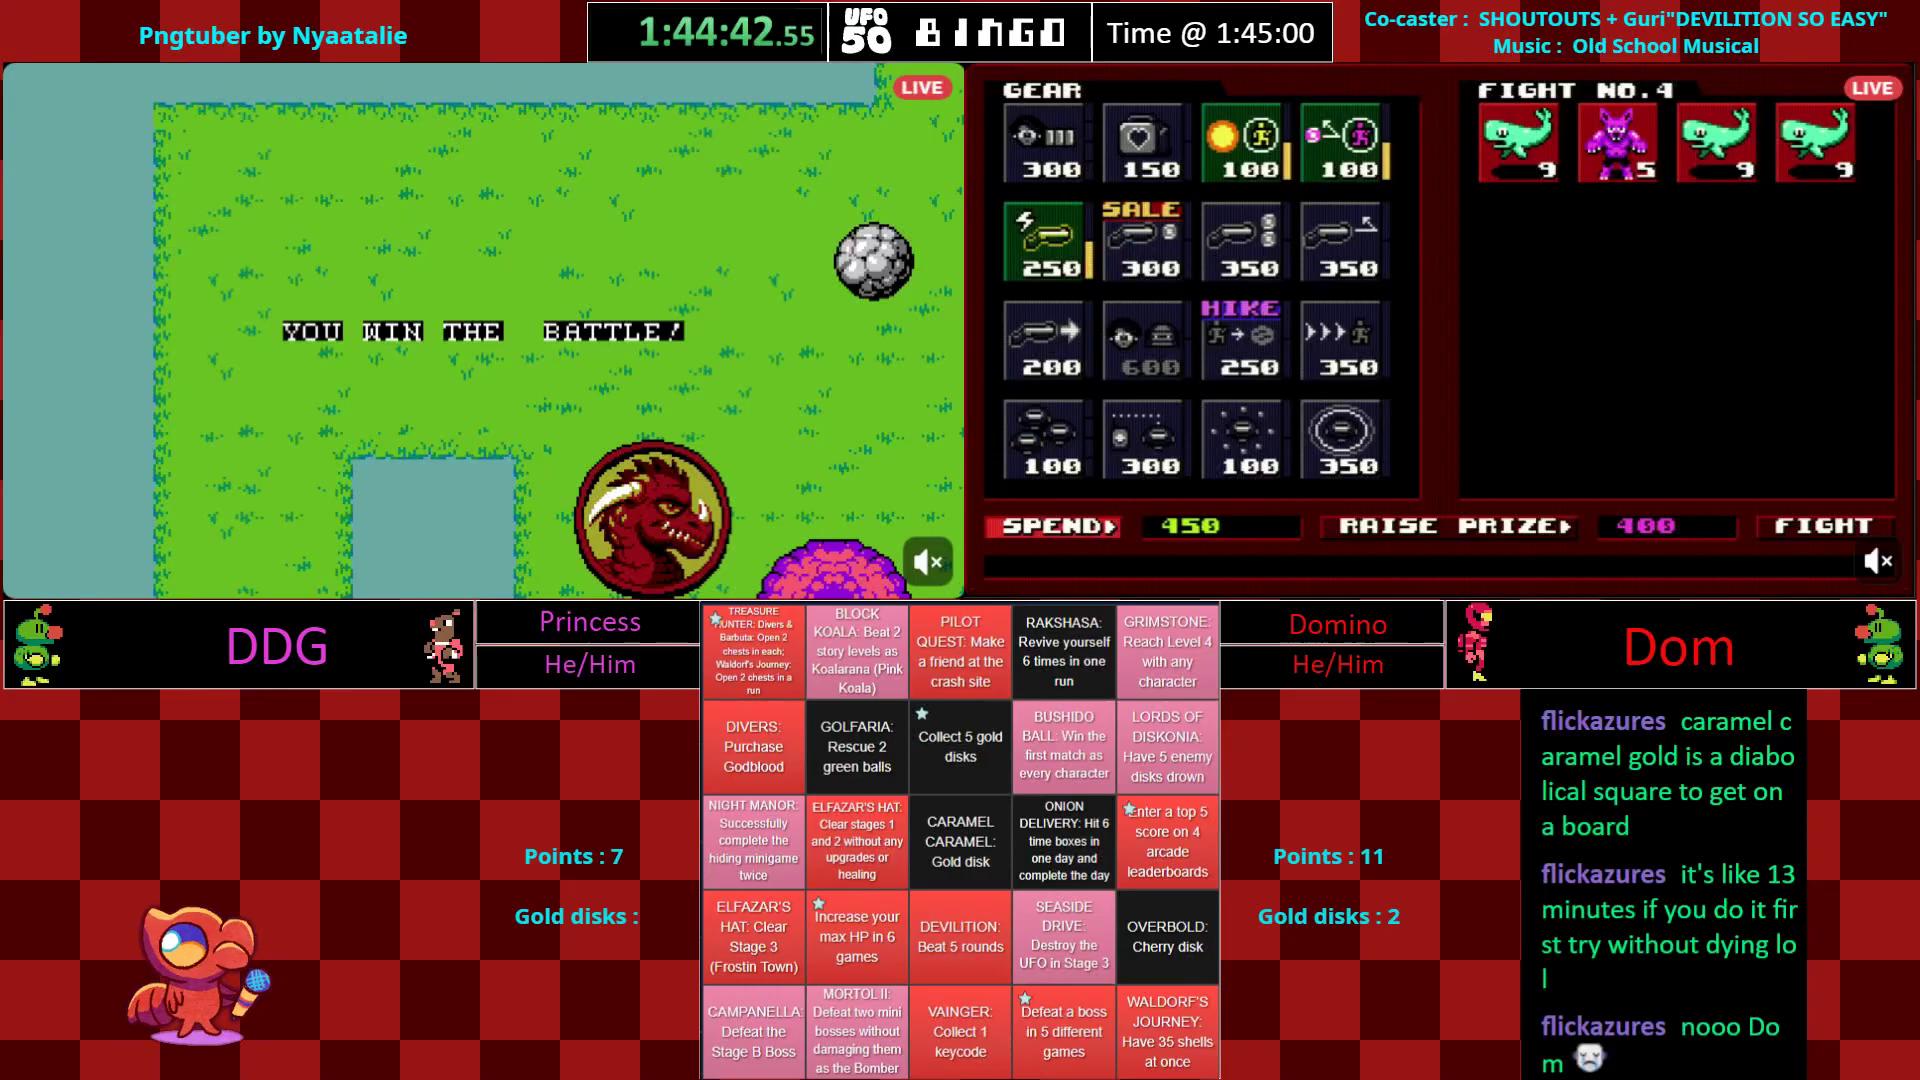 Pngtuber by Nyaatalie
1:44:42.55
UFO 50
BINGO
Time @ 1:45:00
Co-caster : SHOUTOUTS + Guri"DEVILITION SO EASY"
Music : Old School Musical
LIVE
YOU WIN THE BATTLE!
GEAR
300
150
100
100
250
SALE
300
350
350
200
600
HIKE
250
350
100
300
100
350
FIGHT NO.4
LIVE
9
5
9
9
SPEND
450
RAISE PRIZE
400
FIGHT
DDG
Princess
He/Him
Domino
He/Him
Dom
TREASURE
HUNTER: Divers &
Barbuta: Open 2
chests in each;
Waldorf's Journey:
Open 2 chests in a
run
BLOCK
KOALA: Beat 2
story levels as
Koalarana (Pink
Koala)
PILOT
QUEST: Make
a friend at the
crash site
RAKSHASA:
Revive yourself
6 times in one
run
GRIMSTONE:
Reach Level 4
with any
character
DIVERS:
Purchase
Godblood
GOLFARIA:
Rescue 2
green balls
Collect 5 gold
disks
BUSHIDO
BALL: Win the
first match as
every character
LORDS OF
DISKONIA:
Have 5 enemy
disks drown
NIGHT MANOR:
Successfully
complete the
hiding minigame
twice
ELFAZAR'S HAT:
Clear stages 1
and 2 without any
upgrades or
healing
CARAMEL
CARAMEL:
Gold disk
ONION
DELIVERY: Hit 6
time boxes in
one day and
complete the day
Enter a top 5
score on 4
arcade
leaderboards
ELFAZAR'S
HAT: Clear
Stage 3
(Frostin Town)
Increase your
max HP in 6
games
DEVILITION:
Beat 5 rounds
SEASIDE
DRIVE:
Destroy the
UFO in Stage 3
OVERBOLD:
Cherry disk
CAMPANELLA:
Defeat the
Stage B Boss
MORTOL II:
Defeat two mini
bosses without
damaging them
as the Bomber
VAINGER:
Collect 1
keycode
Defeat a boss
in 5 different
games
WALDORF'S
JOURNEY:
Have 35 shells
at once
Points : 7
Gold disks :
Points : 11
Gold disks : 2
flickazures caramel c
aramel gold is a diabo
lical square to get on
a board
flickazures it's like 13
minutes if you do it fir
st try without dying lo
l
flickazures nooo Do
m